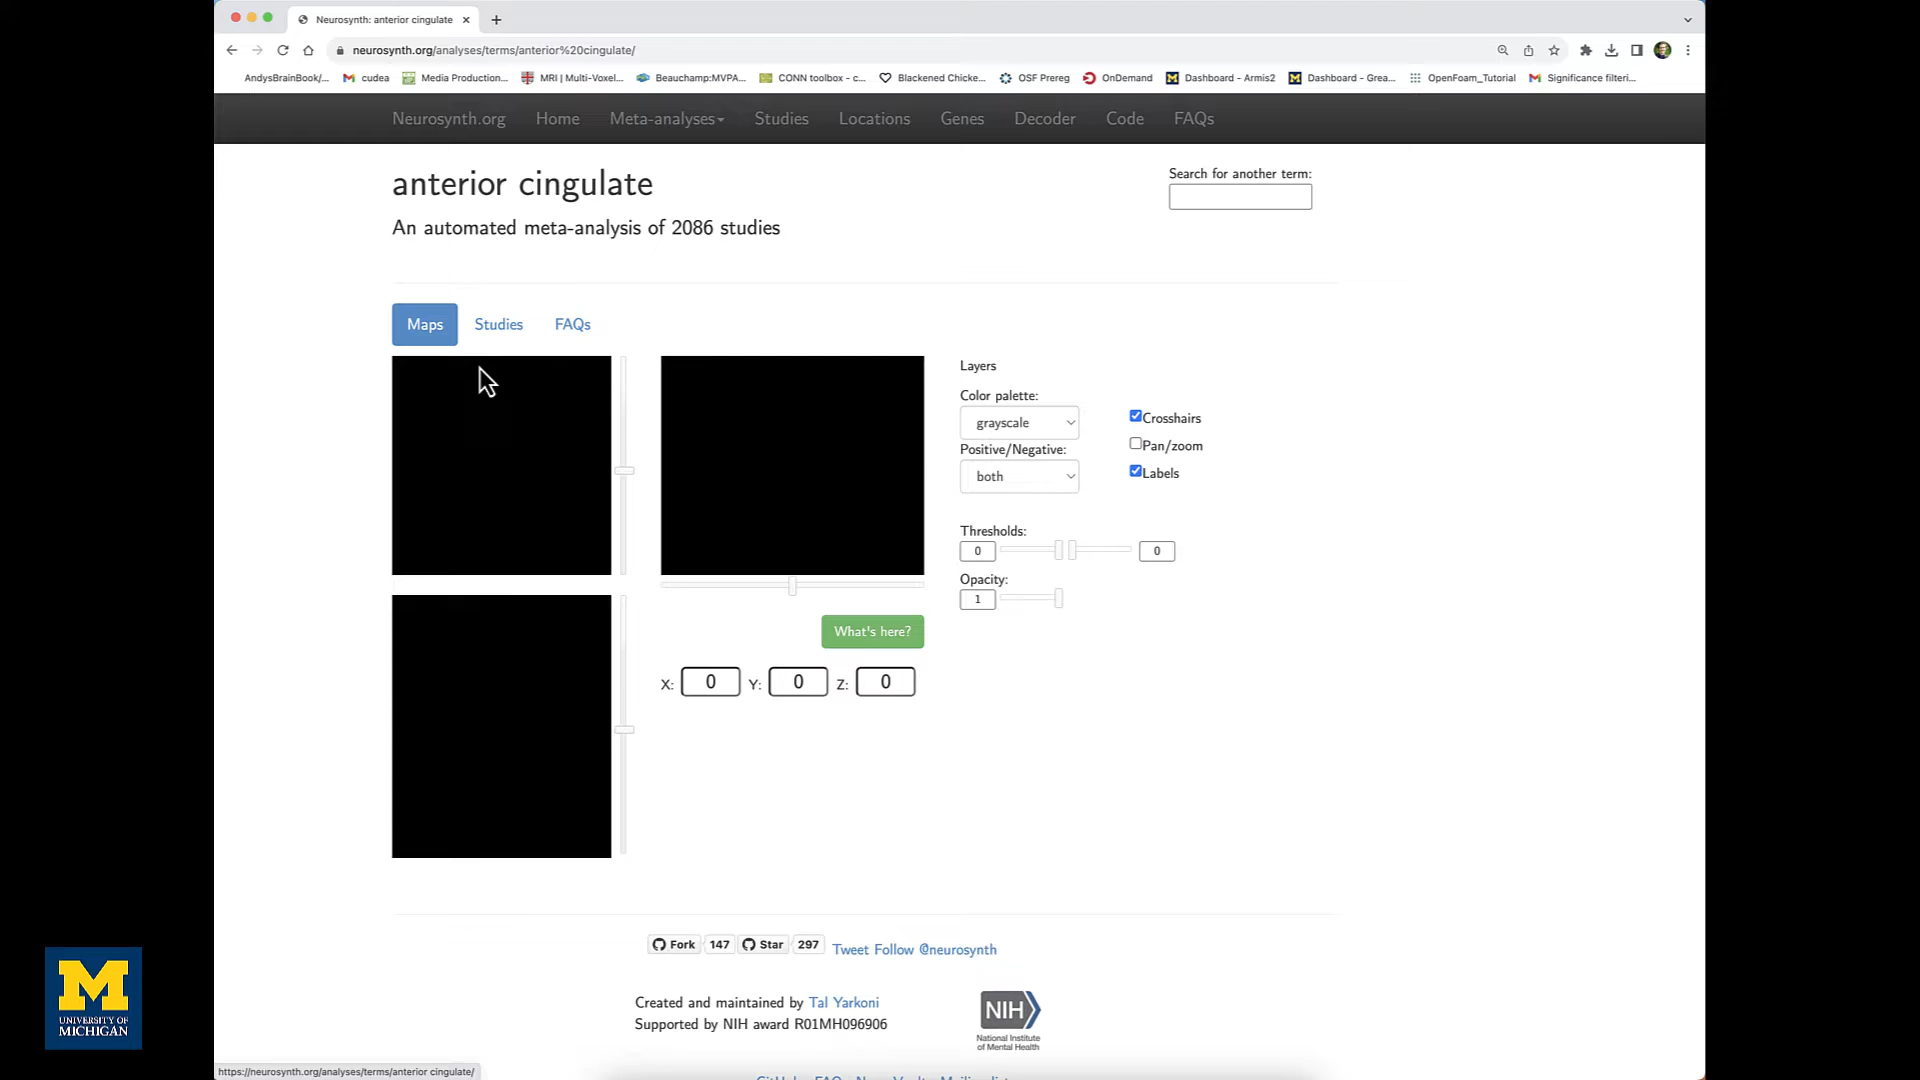 Neurosynth: anterior cingulate
neurosynth.org/analyses/terms/anterior%20cingulate/
AndysBrainBook/... cudea Media Production... MRI | Multi-Voxel... Beauchamp:MVPA... CONN toolbox - c... Blackened Chicke... OSF Prereg OnDemand Dashboard - Armis2 Dashboard - Grea... OpenFoam_Tutorial Significance filteri...
Neurosynth.org Home Meta-analyses Studies Locations Genes Decoder Code FAQs
anterior cingulate
Search for another term:
An automated meta-analysis of 2086 studies
Maps Studies FAQs
Layers
Color palette:
grayscale
Crosshairs
Positive/Negative:
Pan/zoom
both
Labels
Thresholds:
0 0
Opacity:
1
What's here?
X: 0 Y: 0 Z: 0
Fork 147 Star 297 Tweet Follow @neurosynth
Created and maintained by Tal Yarkoni
Supported by NIH award R01MH096906
NIH
National Institute
of Mental Health
M
UNIVERSITY OF
MICHIGAN
https://neurosynth.org/analyses/terms/anterior cingulate/